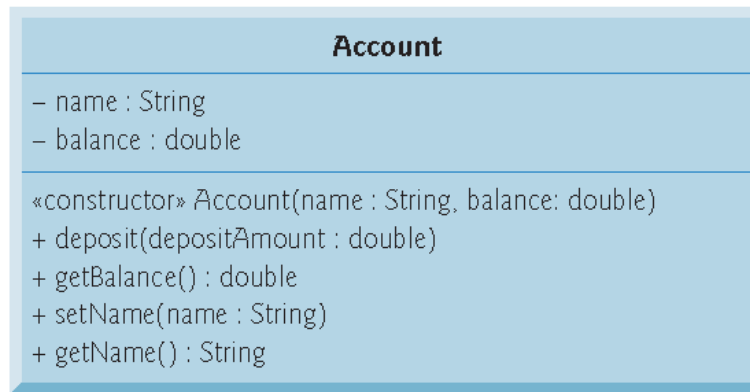 Account
– name : String
– balance : double
«constructor» Account(name : String, balance: double)
+ deposit(depositAmount : double)
+ getBalance() : double
+ setName(name : String)
+ getName() : String